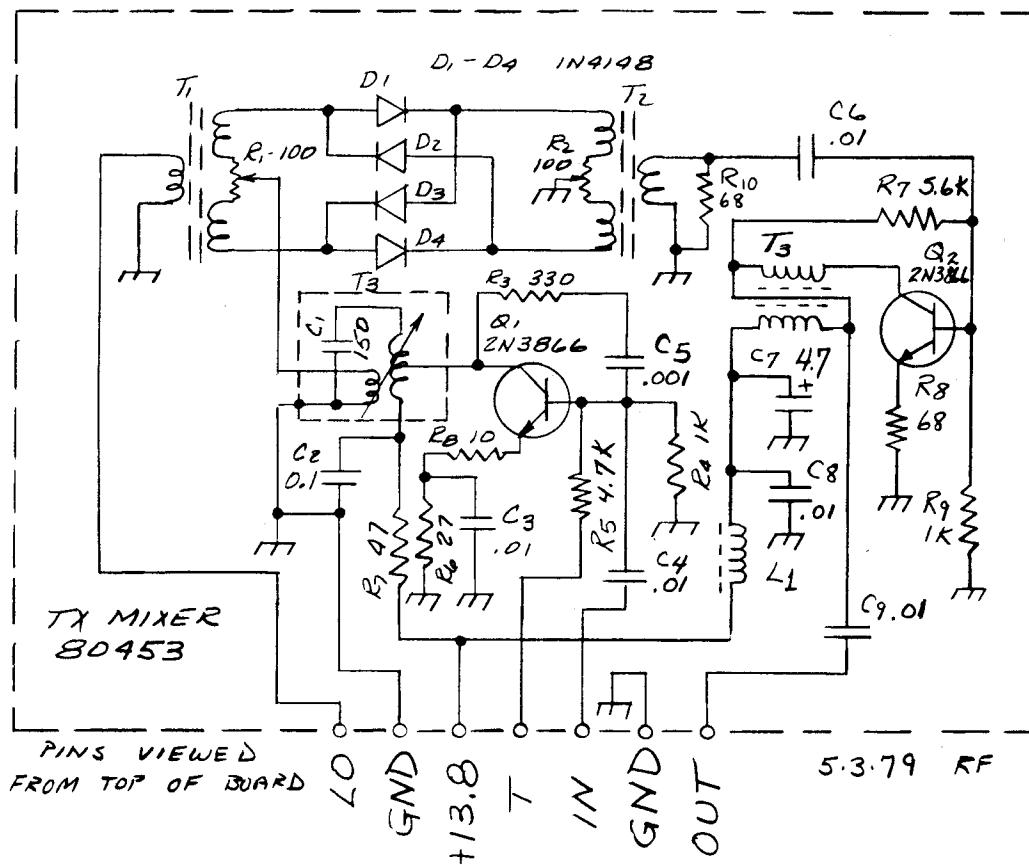 D1-D4 1N4148
T1
D1
T2
R1-100
D2
R2
100
C6
.01
D3
R10
68
R7 5.6K
D4
T3
Q2
2N3866
T3
C1
150
R3 330
Q1
2N3866
C5
.001
C7 4.7
+
R8
68
R8 10
C2
0.1
R7 47
R6 27
C3
.01
R5 4.7K
R4 1K
C8
.01
R9
1K
C4
.01
L1
C9 .01
TX MIXER
80453
PINS VIEWED
FROM TOP OF BOARD
LO
GND
+13.8
T
IN
GND
OUT
5.3.79 RF